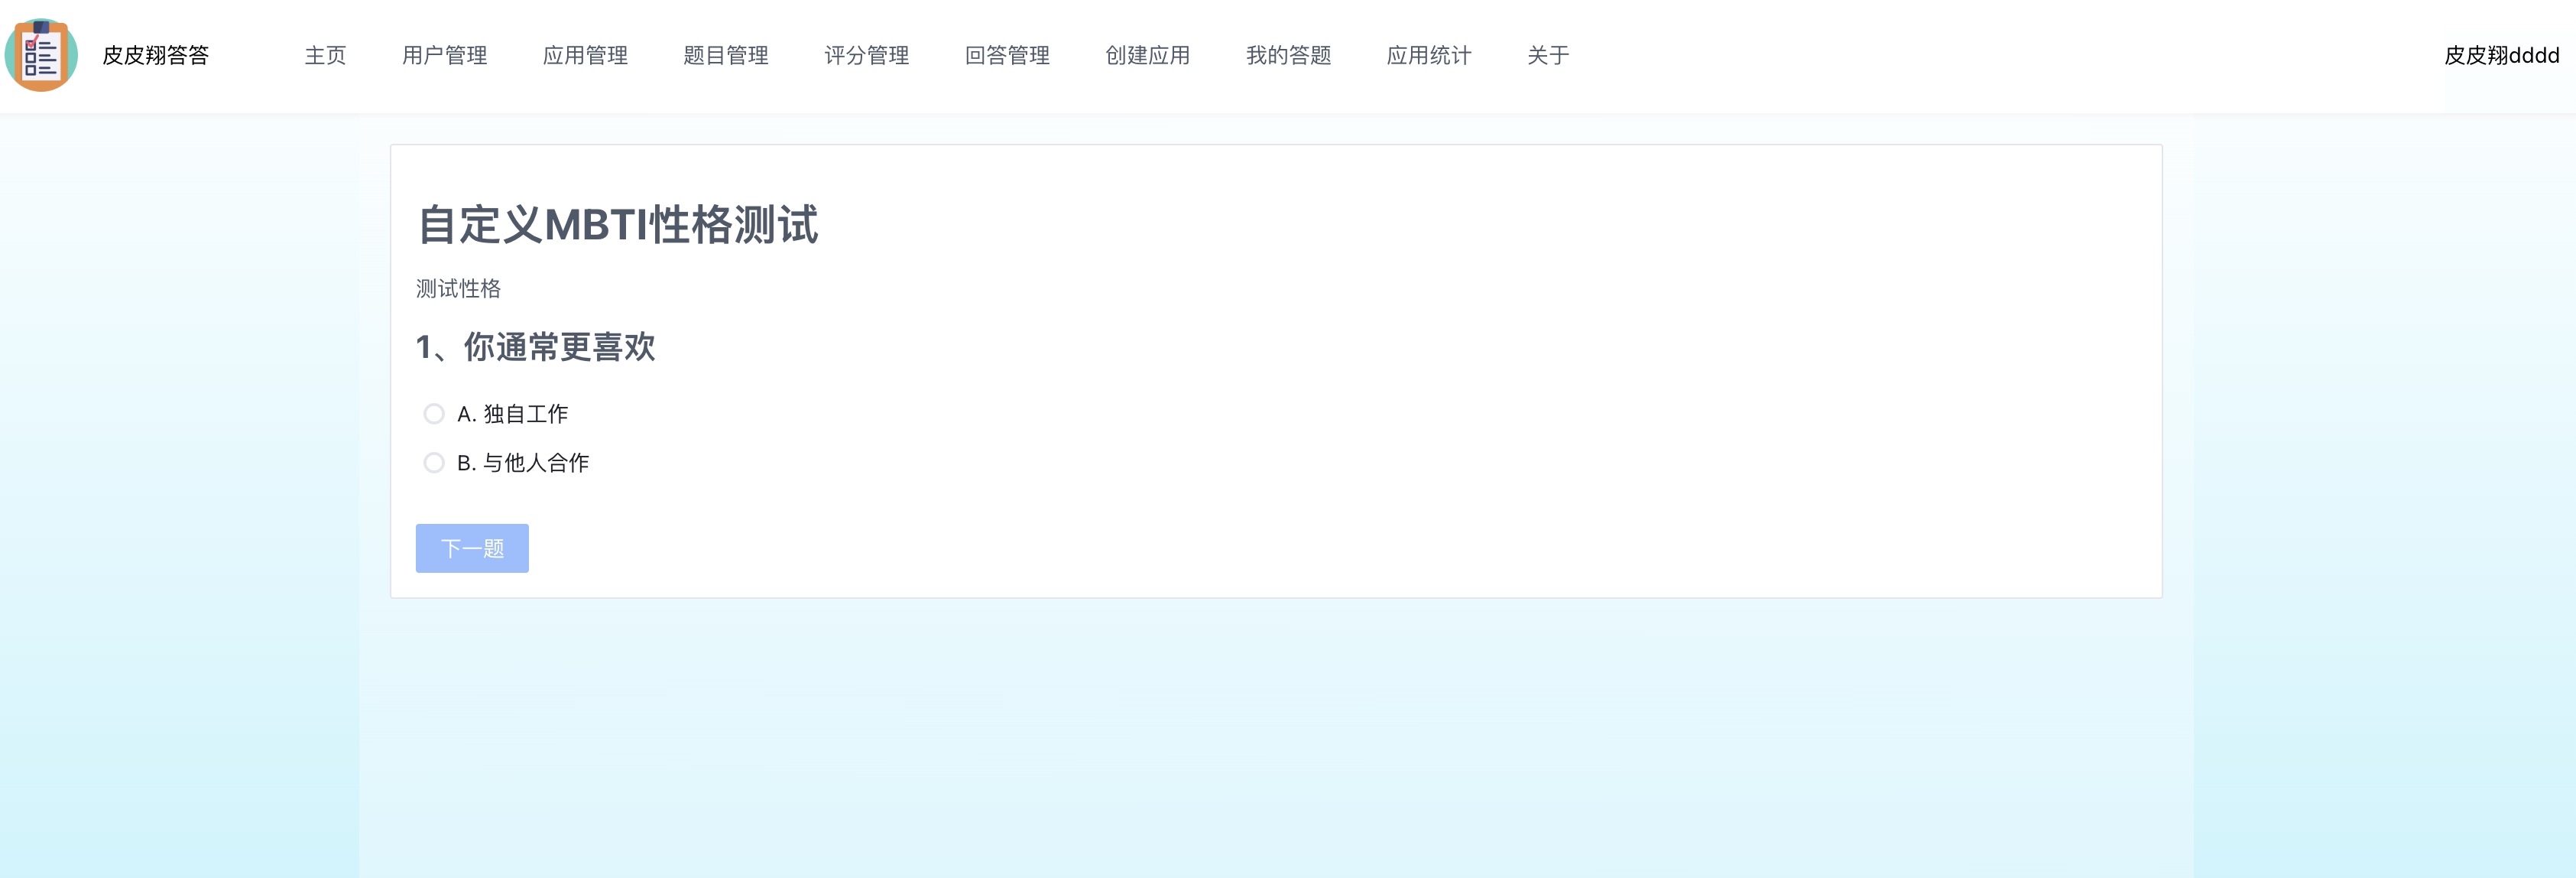 皮皮翔答答 主页 用户管理 应用管理 题目管理 评分管理 回答管理 创建应用 我的答题 应用统计 关于 皮皮翔dddd
自定义MBTI性格测试
测试性格
1、你通常更喜欢
A. 独自工作
B. 与他人合作
下一题